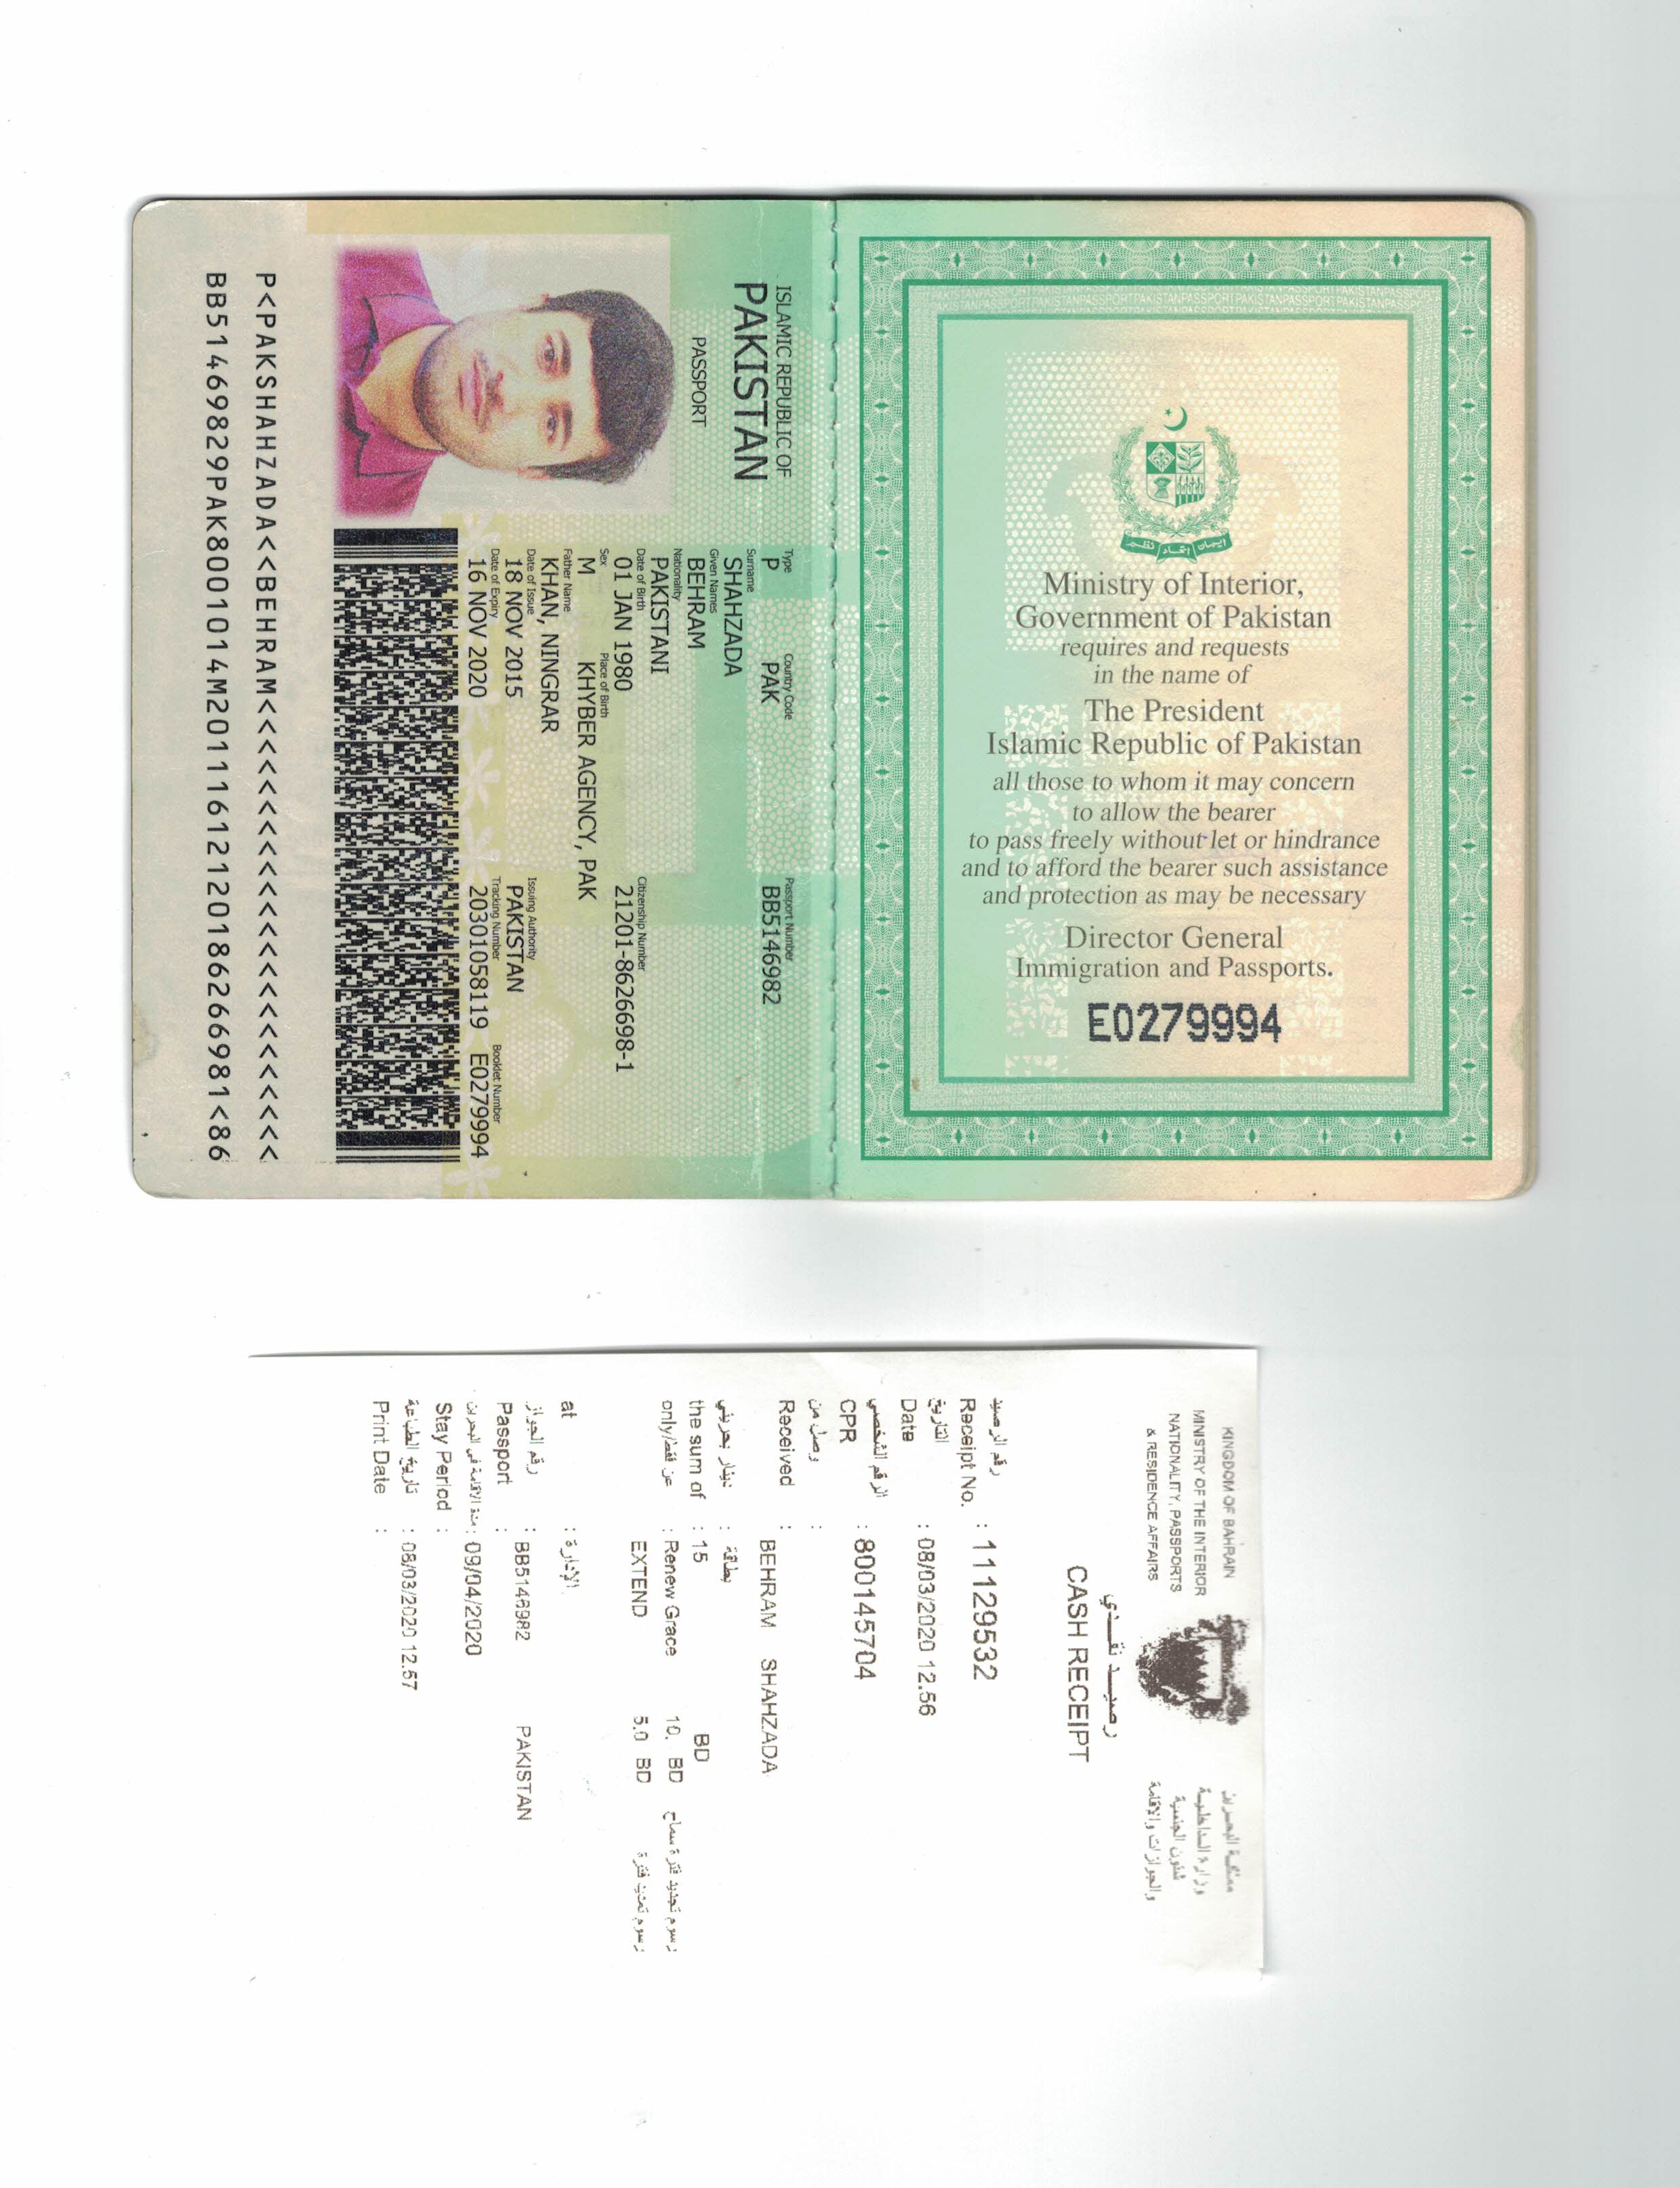 Ministry of Interior,
Government of Pakistan
requires and requests
in the name of
The President
Islamic Republic of Pakistan
all those to whom it may concern
to allow the bearer
to pass freely without let or hindrance
and to afford the bearer such assistance
and protection as may be necessary
Director General
Immigration and Passports.
E0279994
ISLAMIC REPUBLIC OF
PAKISTAN
PASSPORT
Type Country Code Passport Number
P PAK BB5146982
Surname
SHAHZADA
Given Names
BEHRAM
Nationality
PAKISTANI
Date of Birth Citizenship Number
01 JAN 1980 21201-8626698-1
Sex Place of Birth
M KHYBER AGENCY, PAK
Father Name
KHAN, NINGRAR
Date of Issue Issuing Authority
18 NOV 2015 PAKISTAN
Date of Expiry Tracking Number Booklet Number
16 NOV 2020 20301058119 E0279994
P<PAKSHAHZADA<<BEHRAM<<<<<<<<<<<<<<<<<<<<<<<
BB51469829PAK8001014M20111612120186266981<86
KINGDOM OF BAHRAIN مملكة البحرين
MINISTRY OF THE INTERIOR وزارة الداخلية
NATIONALITY, PASSPORTS شئون الجنسية
& RESIDENCE AFFAIRS والجوازات والاقامة
رصيد نقدي
CASH RECEIPT
رقم الرصيد
Receipt No. : 11129532
التاريخ
Date : 08/03/2020 12.56
الرقم الشخصي
CPR : 800145704
وصل من :
Received : BEHRAM SHAHZADA
دينار بحريني : بطاقة
the sum of : 15 BD
only/عن فقط : Renew Grace 10. BD رسوم تجديد فترة سماح
EXTEND 5.0 BD رسوم تمديد فترة
at : الإدارة
رقم الجواز : BB5146982 PAKISTAN
Passport :
مدة الاقامة في البحرين : 09/04/2020
Stay Period :
تاريخ الطباعة : 08/03/2020 12.57
Print Date :